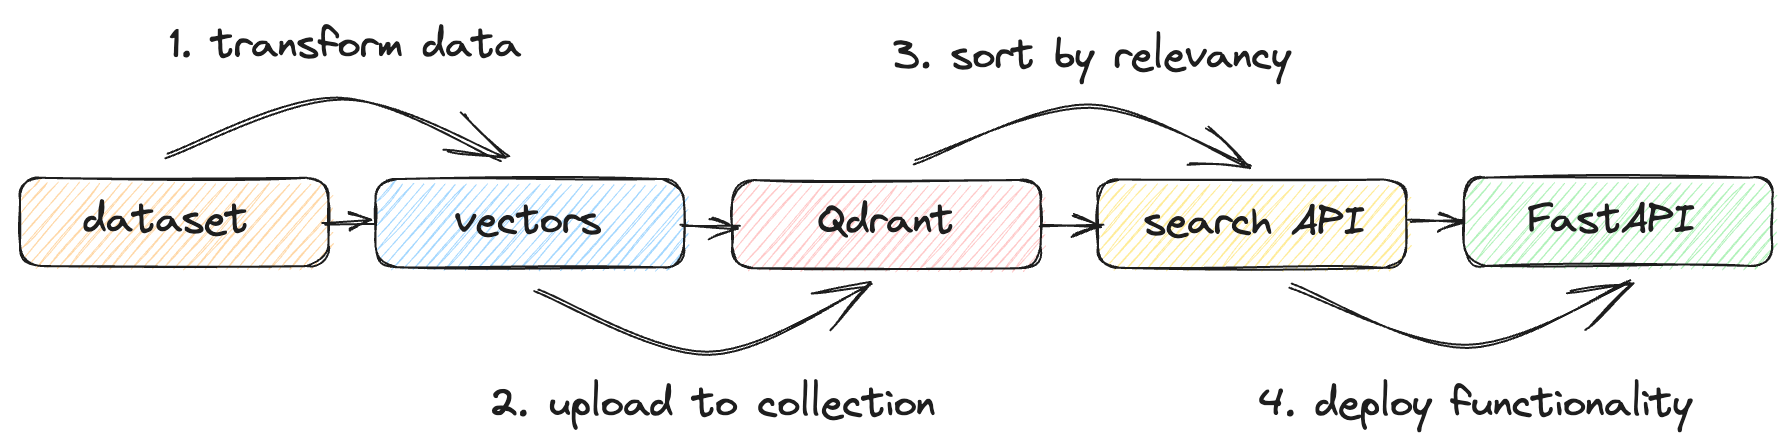 1. transform data
3. sort by relevancy
dataset
vectors
Qdrant
search API
FastAPI
2. upload to collection
4. deploy functionality